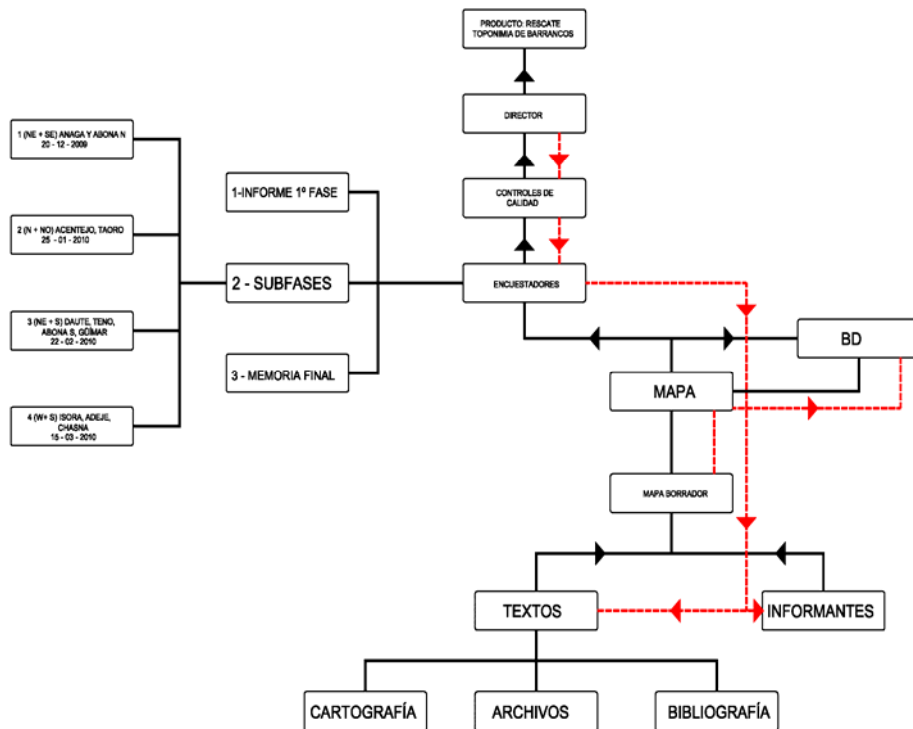 PRODUCTO: RESCATE
TOPONIMIA DE BARRANCOS
DIRECTOR
CONTROLES DE
CALIDAD
ENCUESTADORES
1 (NE + SE) ANAGA Y ABONA N
20 - 12 - 2009
2 (N + NO) ACENTEJO, TAORO
25 - 01 - 2010
3 (NE + S) DAUTE, TENO,
ABONA S, GÜÍMAR
22 - 02 - 2010
4 (W+ S) ISORA, ADEJE,
CHASNA
15 - 03 - 2010
1-INFORME 1º FASE
2 - SUBFASES
3 - MEMORIA FINAL
BD
MAPA
MAPA BORRADOR
TEXTOS
INFORMANTES
CARTOGRAFÍA
ARCHIVOS
BIBLIOGRAFÍA